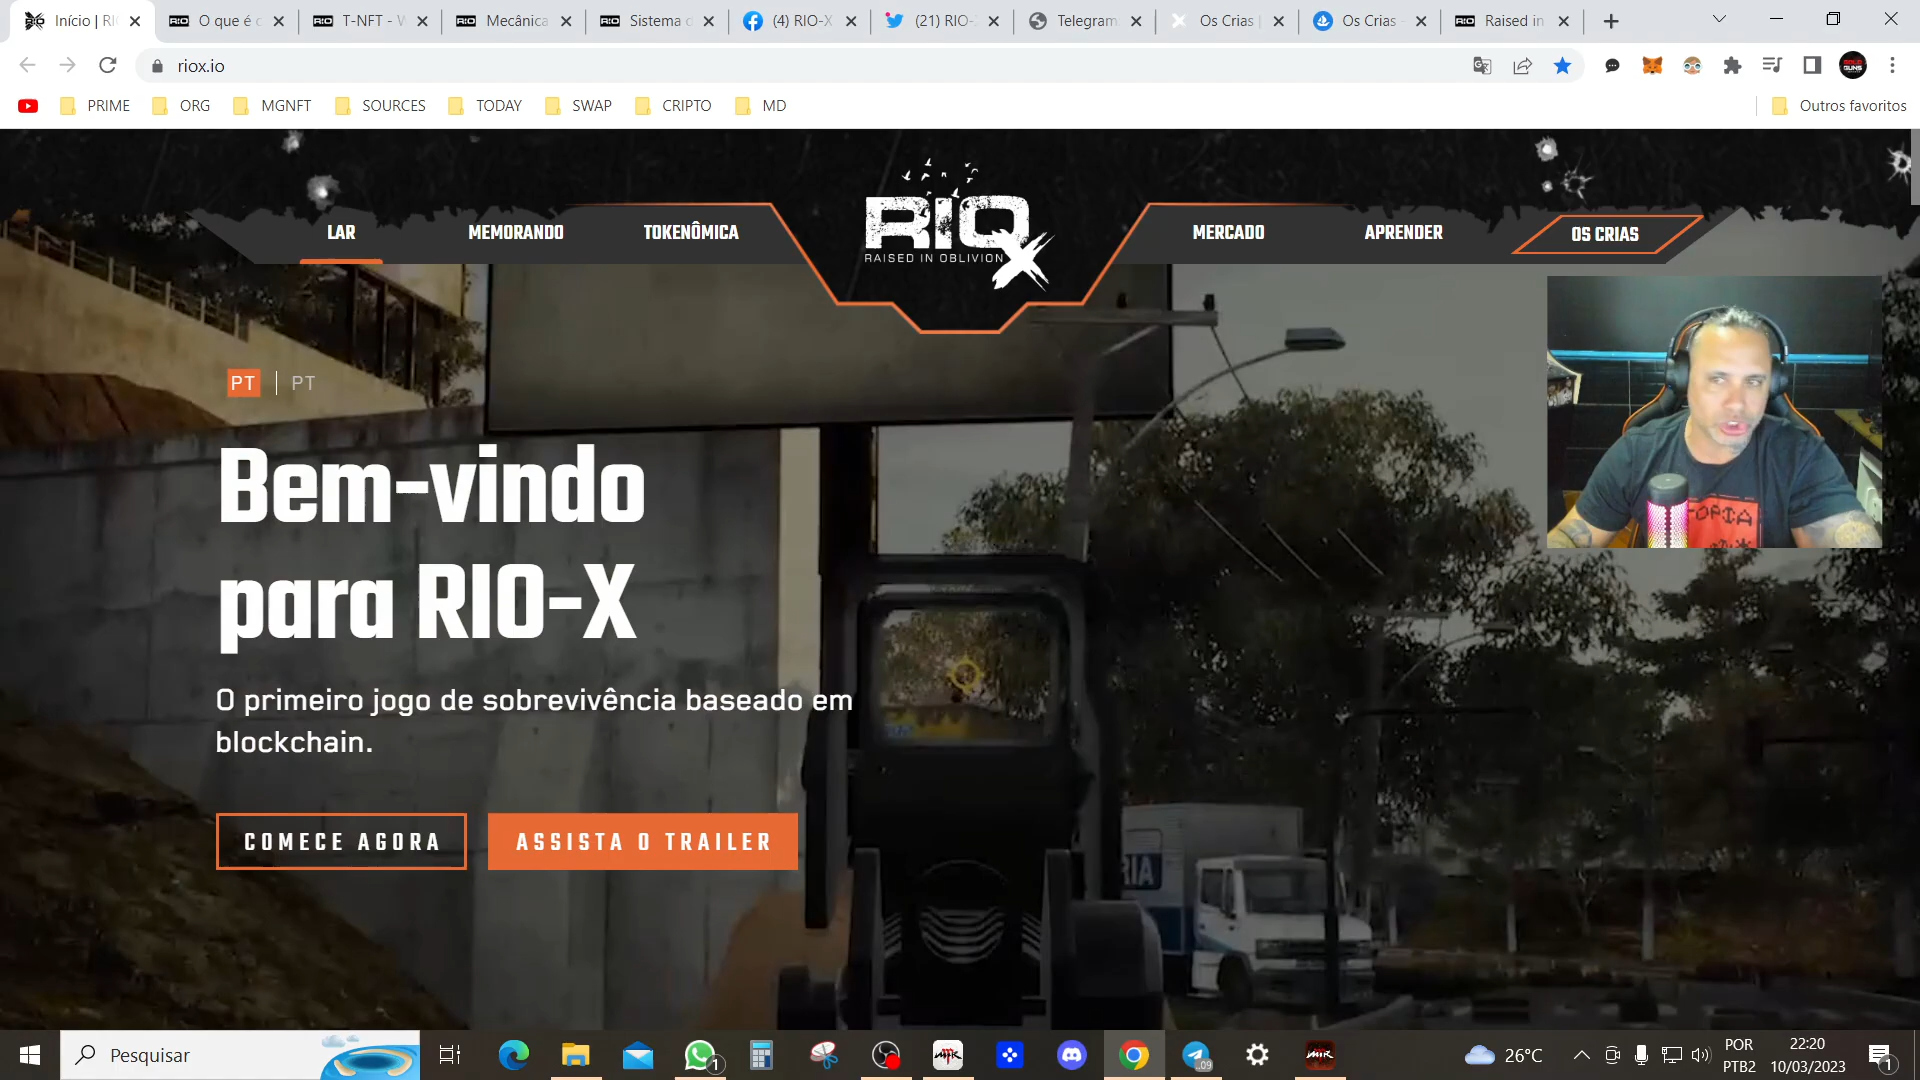 Início | RI
O que é
T-NFT - W
Mecânica
Sistema d
(4) RIO-X
(21) RIO-
Telegram
Os Crias |
Os Crias -
Raised in
riox.io
PRIME
ORG
MGNFT
SOURCES
TODAY
SWAP
CRIPTO
MD
Outros favoritos
LAR
MEMORANDO
TOKENÔMICA
RIO X
RAISED IN OBLIVION
MERCADO
APRENDER
OS CRIAS
PT | PT
Bem-vindo
para RIO-X
O primeiro jogo de sobrevivência baseado em
blockchain.
COMECE AGORA
ASSISTA O TRAILER
Pesquisar
1
26°C
POR
PTB2
22:20
10/03/2023
1